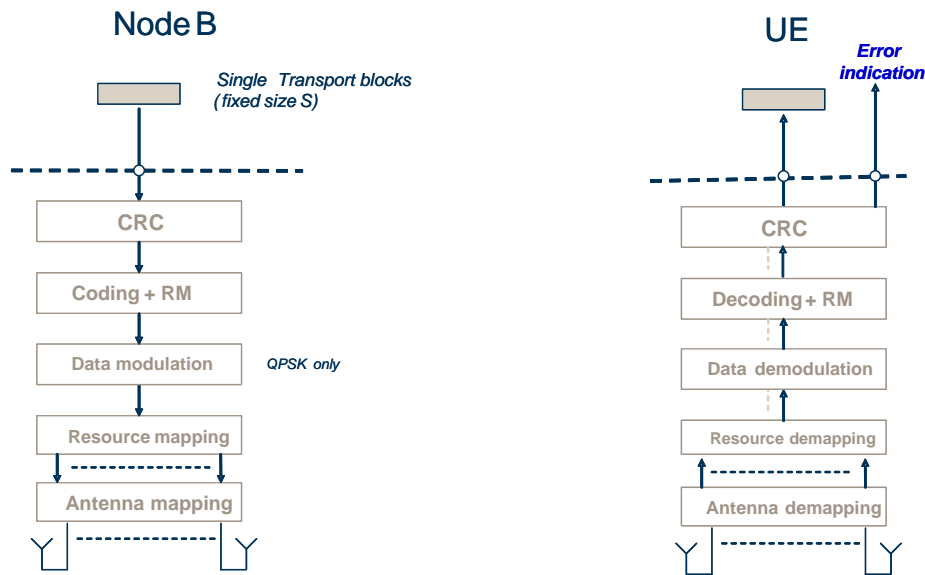 Node B
Single Transport blocks
(fixed size S)
CRC
Coding + RM
Data modulation
QPSK only
Resource mapping
Antenna mapping
UE
Error
indication
CRC
Decoding + RM
Data demodulation
Resource demapping
Antenna demapping